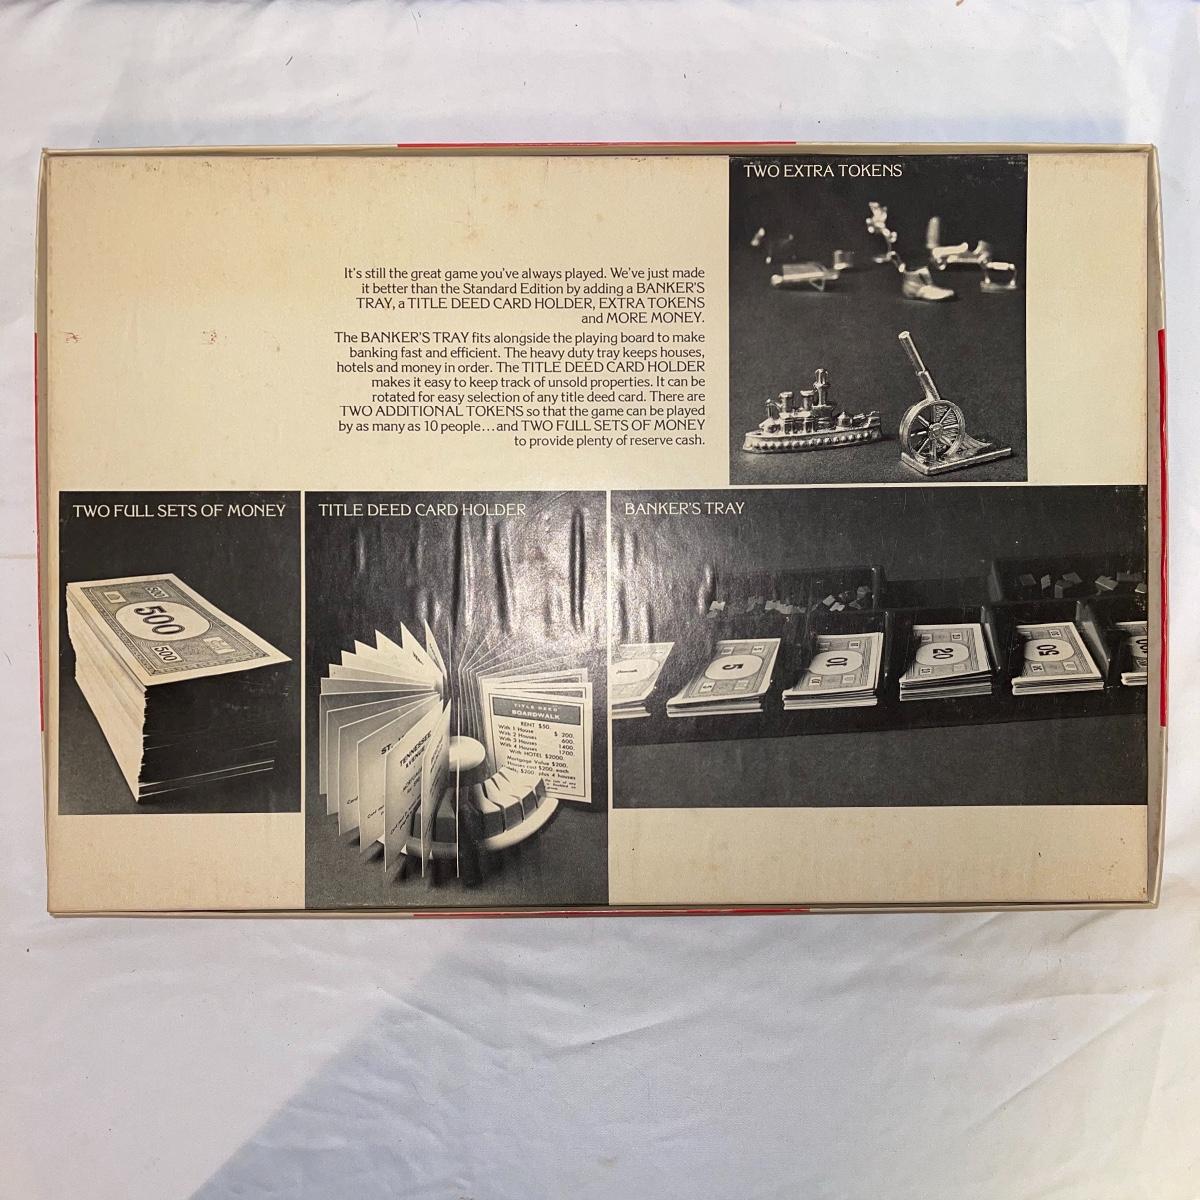 TWO EXTRA TOKENS
It's still the great game you've always played. We've just made
it better than the Standard Edition by adding a BANKER'S
TRAY, a TITLE DEED CARD HOLDER, EXTRA TOKENS
and MORE MONEY.
The BANKER'S TRAY fits alongside the playing board to make
banking fast and efficient. The heavy duty tray keeps houses,
hotels and money in order. The TITLE DEED CARD HOLDER
makes it easy to keep track of unsold properties. It can be
rotated for easy selection of any title deed card. There are
TWO ADDITIONAL TOKENS so that the game can be played
by as many as 10 people...and TWO FULL SETS OF MONEY
to provide plenty of reserve cash.
TWO FULL SETS OF MONEY
500
500
500
TITLE DEED CARD HOLDER
ST.
TENNESSEE
AVENUE
TITLE DEED
BOARDWALK
RENT $50.
With 1 House $ 200.
With 2 Houses 600.
With 3 Houses 1400.
With 4 Houses 1700.
With HOTEL $2000.
Mortgage Value $200.
Houses cost $200. each
Hotels, $200. plus 4 houses
BANKER'S TRAY
1
5
10
20
50